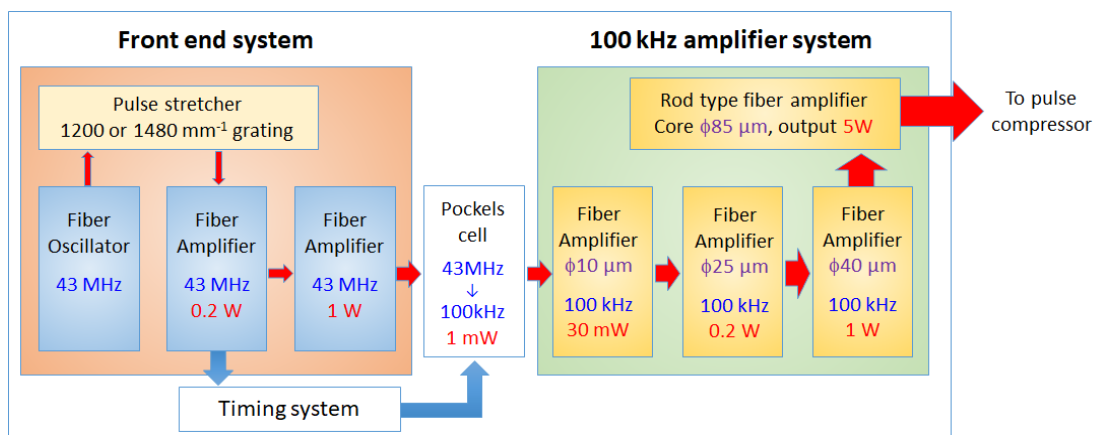 Front end system
Pulse stretcher
1200 or 1480 mm⁻¹ grating
Fiber
Oscillator
43 MHz
Fiber
Amplifier
43 MHz
0.2 W
Fiber
Amplifier
43 MHz
1 W
Timing system
Pockels
cell
43MHz
↓
100kHz
1 mW
100 kHz amplifier system
Rod type fiber amplifier
Core ϕ85 μm, output 5W
Fiber
Amplifier
ϕ10 μm
100 kHz
30 mW
Fiber
Amplifier
ϕ25 μm
100 kHz
0.2 W
Fiber
Amplifier
ϕ40 μm
100 kHz
1 W
To pulse
compressor